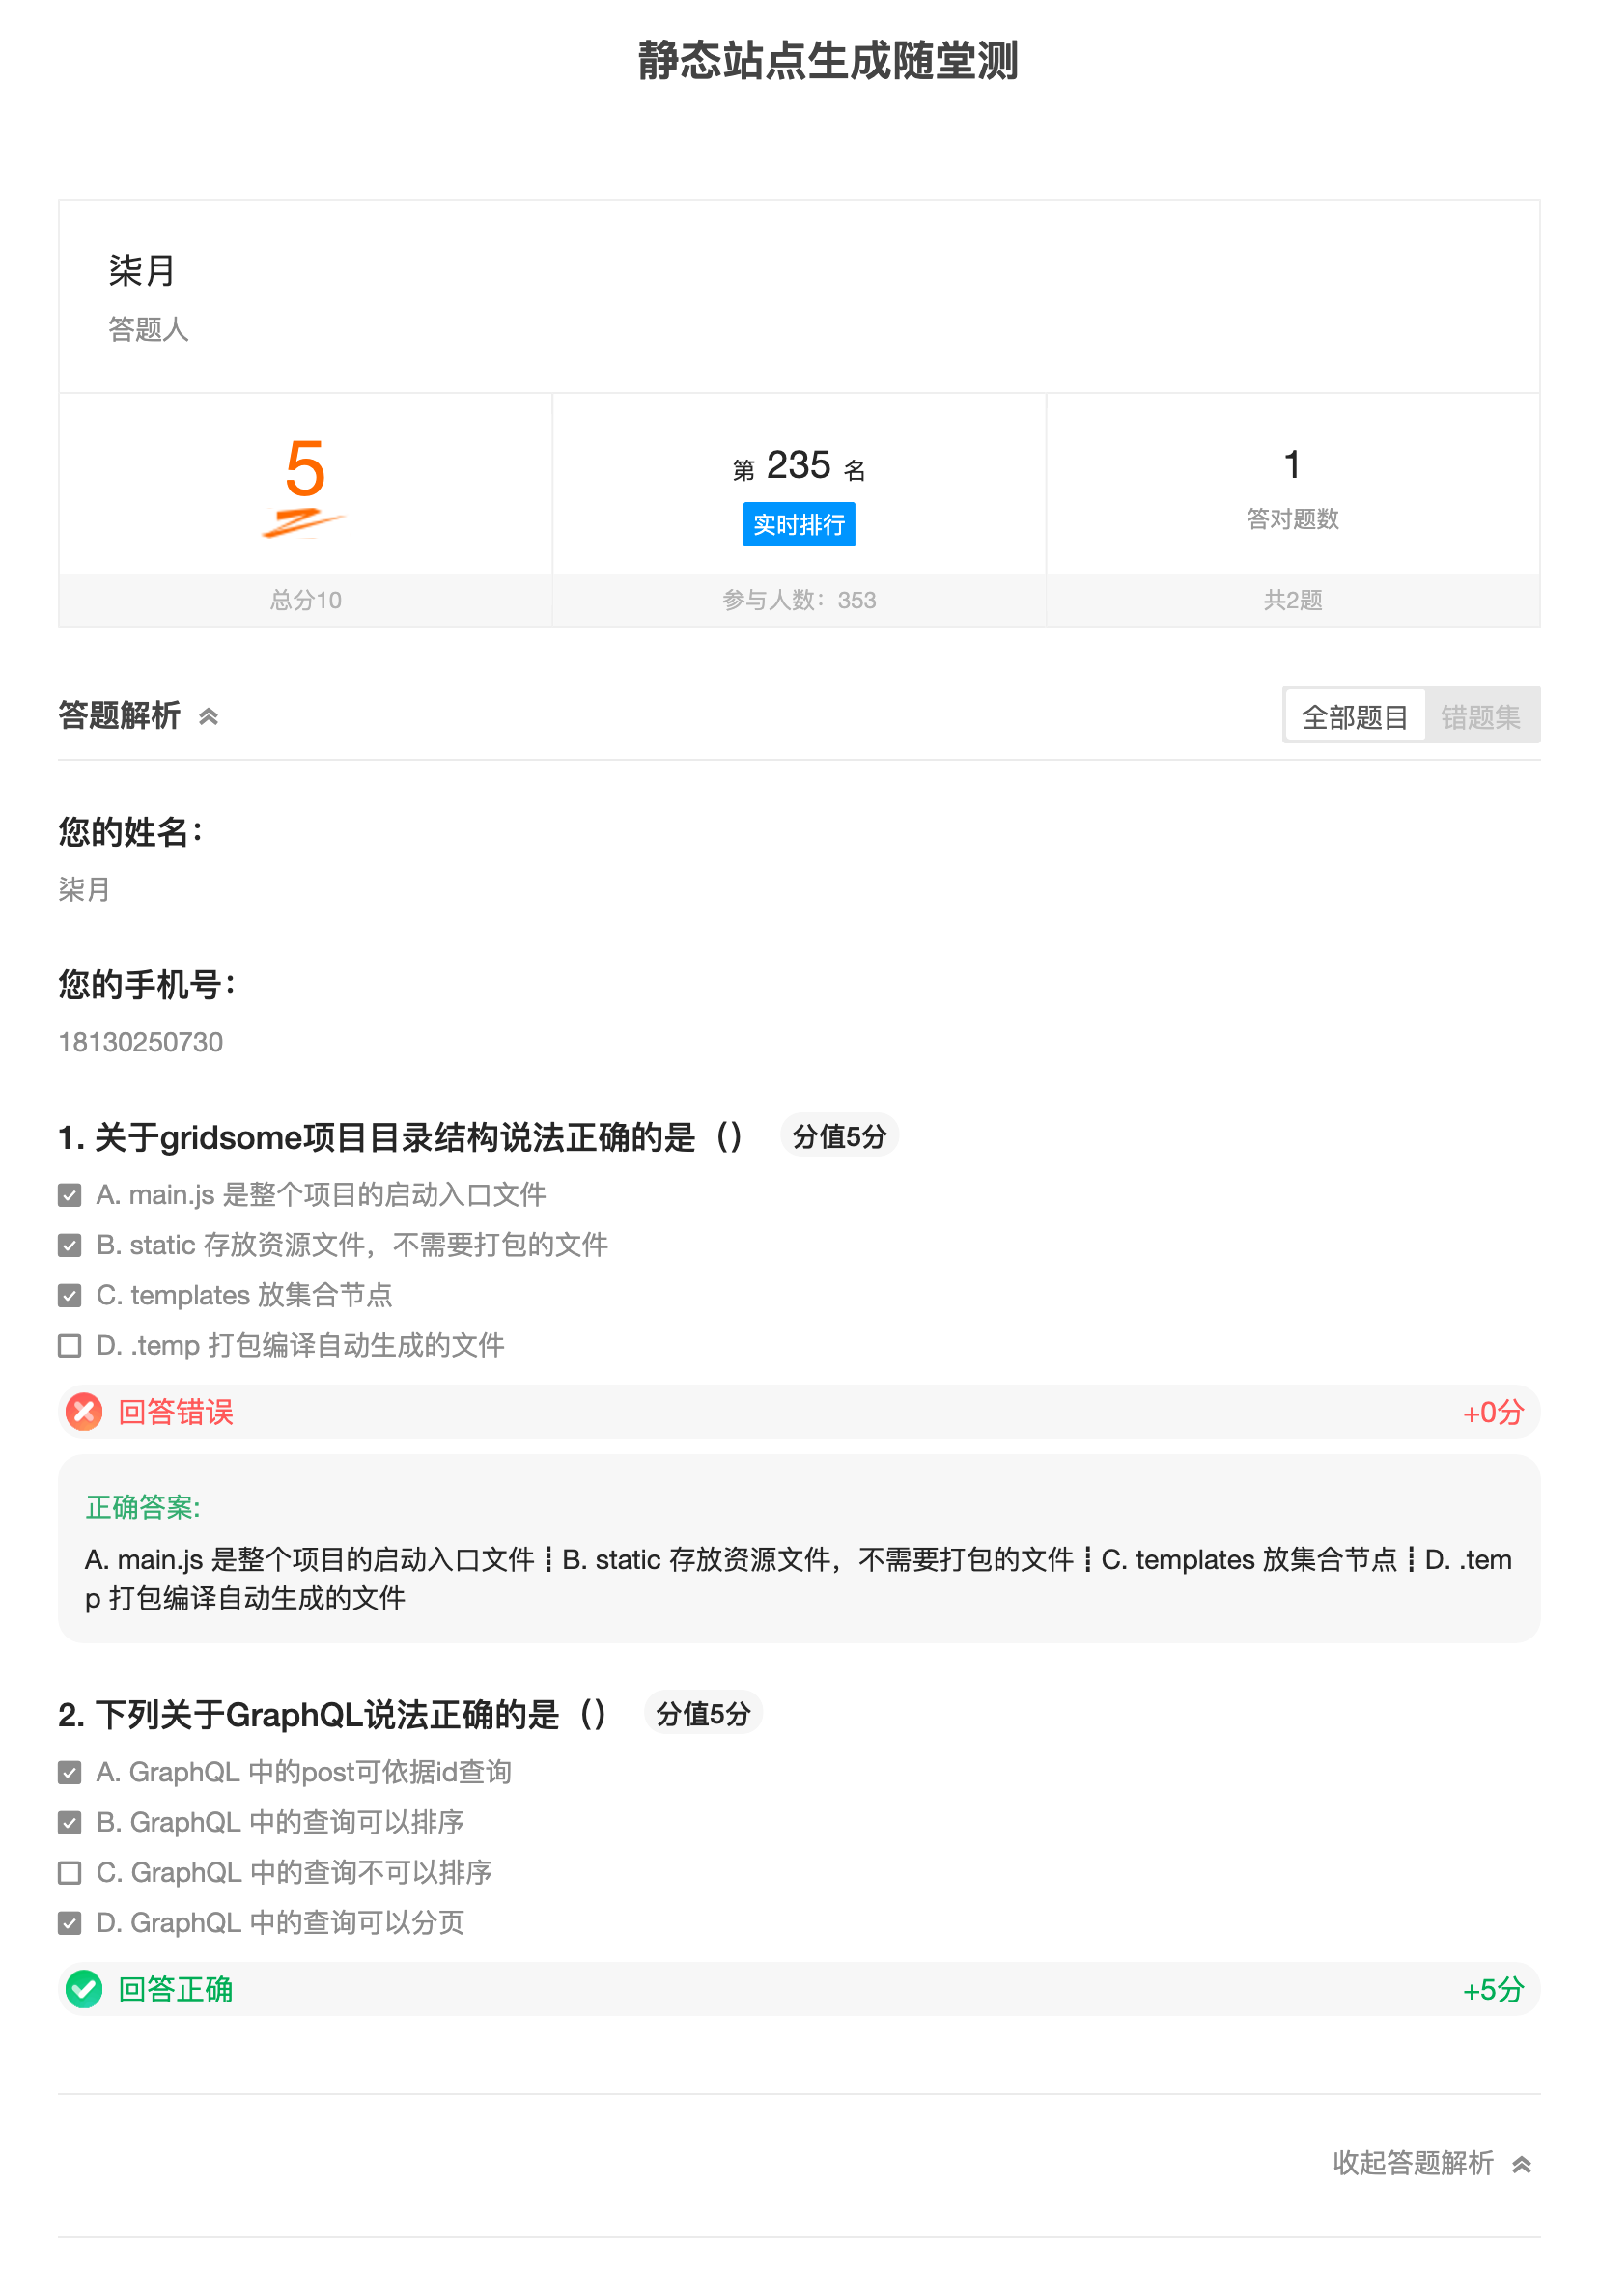 静态站点生成随堂测
柒月
答题人
5
第 235 名
实时排行
1
答对题数
总分10
参与人数：353
共2题
答题解析
全部题目 错题集
您的姓名：
柒月
您的手机号：
18130250730
1. 关于gridsome项目目录结构说法正确的是（） 分值5分
A. main.js 是整个项目的启动入口文件
B. static 存放资源文件，不需要打包的文件
C. templates 放集合节点
D. .temp 打包编译自动生成的文件
回答错误 +0分
正确答案:
A. main.js 是整个项目的启动入口文件┋B. static 存放资源文件，不需要打包的文件┋C. templates 放集合节点┋D. .tem
p 打包编译自动生成的文件
2. 下列关于GraphQL说法正确的是（） 分值5分
A. GraphQL 中的post可依据id查询
B. GraphQL 中的查询可以排序
C. GraphQL 中的查询不可以排序
D. GraphQL 中的查询可以分页
回答正确 +5分
收起答题解析